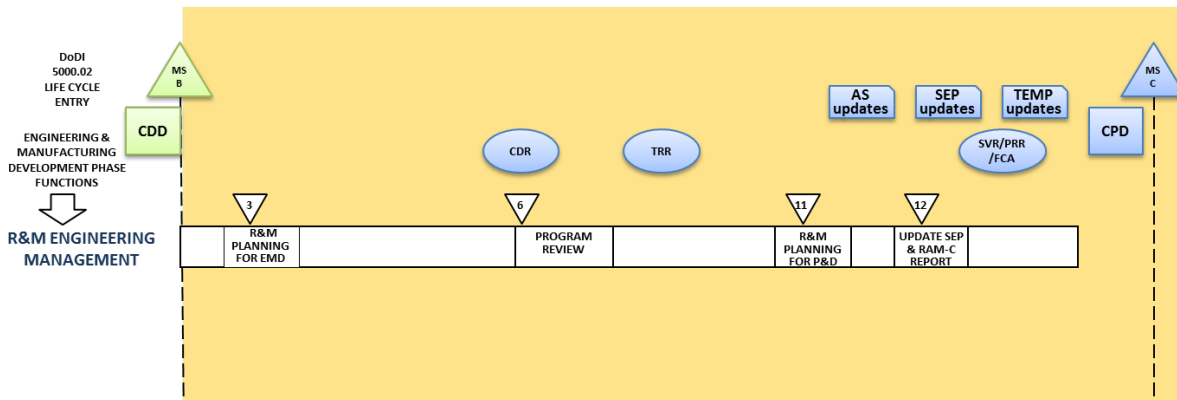 DoDI
5000.02
LIFE CYCLE
ENTRY
MS
B
CDD
ENGINEERING &
MANUFACTURING
DEVELOPMENT PHASE
FUNCTIONS
R&M ENGINEERING
MANAGEMENT
CDR
TRR
AS
updates
SEP
updates
TEMP
updates
SVR/PRR
/FCA
MS
C
CPD
3
R&M
PLANNING
FOR EMD
6
PROGRAM
REVIEW
11
R&M
PLANNING
FOR P&D
12
UPDATE SEP
& RAM-C
REPORT